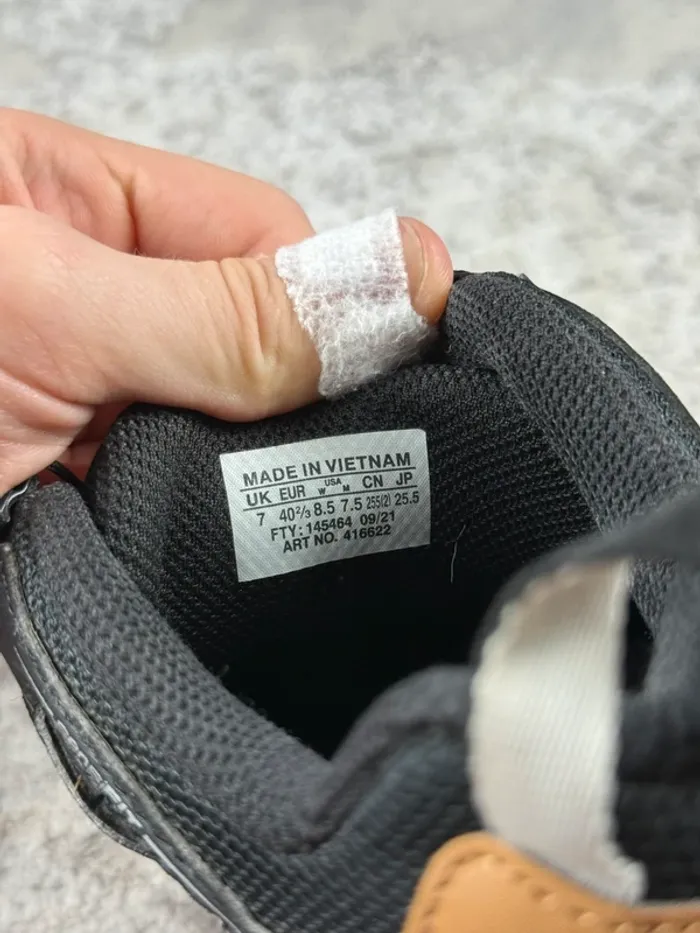 MADE IN VIETNAM
UK EUR USA W M CN JP
7 40⅔ 8.5 7.5 255(2) 25.5
FTY: 145464 09/21
ART NO. 416622